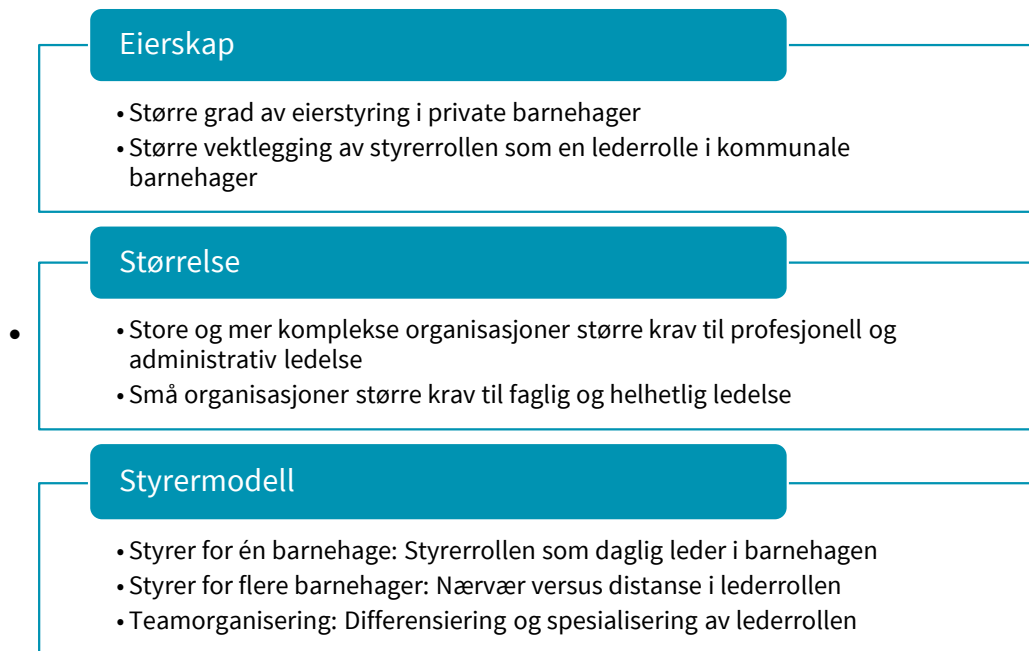 Eierskap
• Større grad av eierstyring i private barnehager
• Større vektlegging av styrerrollen som en lederrolle i kommunale
barnehager
Størrelse
• Store og mer komplekse organisasjoner større krav til profesjonell og
administrativ ledelse
• Små organisasjoner større krav til faglig og helhetlig ledelse
Styrermodell
• Styrer for én barnehage: Styrerrollen som daglig leder i barnehagen
• Styrer for flere barnehager: Nærvær versus distanse i lederrollen
• Teamorganisering: Differensiering og spesialisering av lederrollen